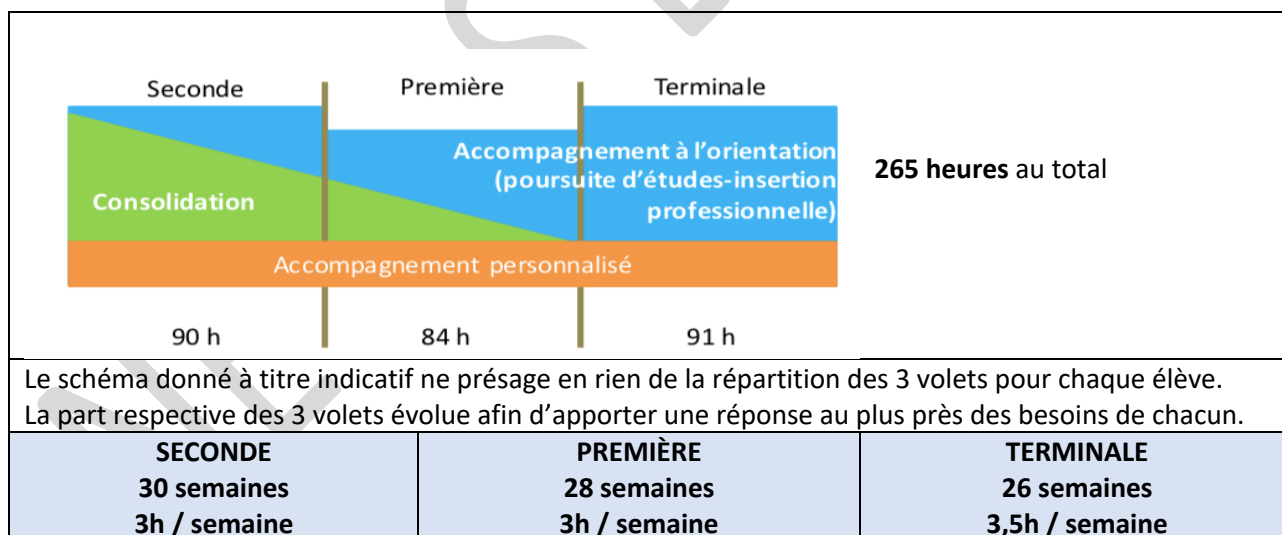 Seconde
Première
Terminale
Accompagnement à l'orientation
(poursuite d'études-insertion
professionnelle)
Consolidation
265 heures au total
Accompagnement personnalisé
90 h
84 h
91 h
Le schéma donné à titre indicatif ne présage en rien de la répartition des 3 volets pour chaque élève.
La part respective des 3 volets évolue afin d'apporter une réponse au plus près des besoins de chacun.
SECONDE
30 semaines
3h / semaine
PREMIÈRE
28 semaines
3h / semaine
TERMINALE
26 semaines
3,5h / semaine